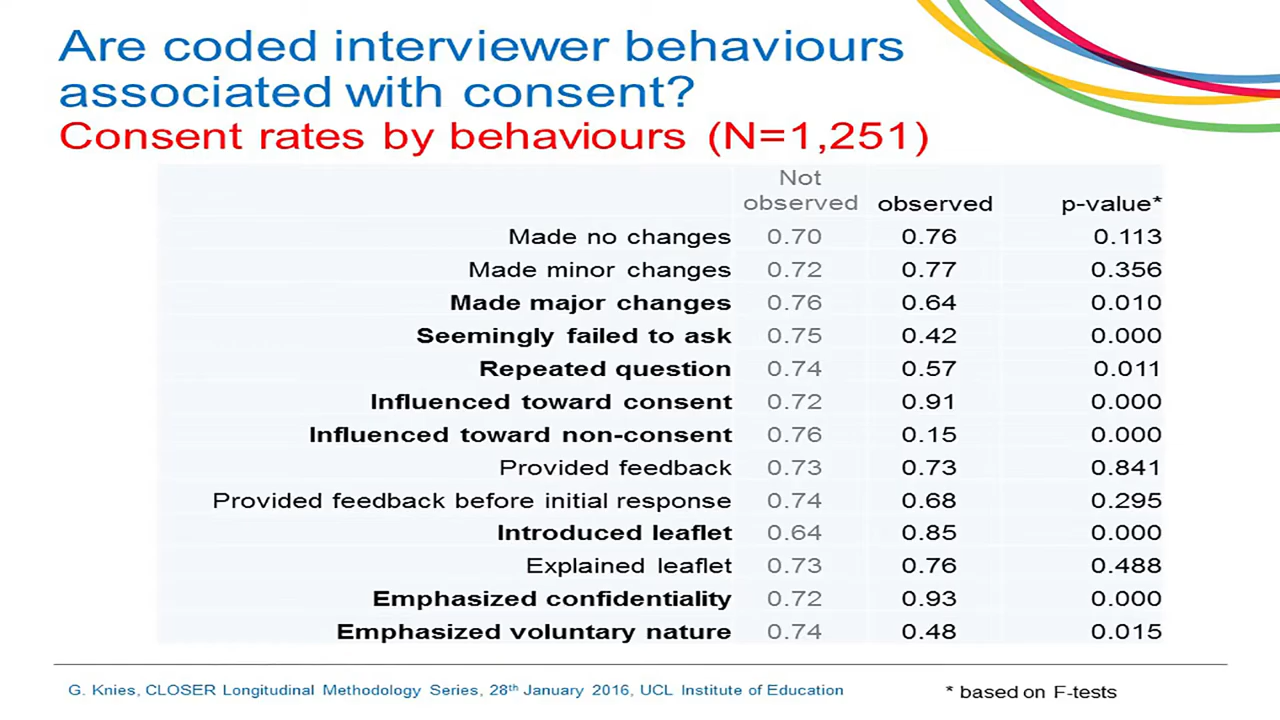 Are coded interviewer behaviours
associated with consent?
Consent rates by behaviours (N=1,251)
Not
observed observed p-value*
Made no changes 0.70 0.76 0.113
Made minor changes 0.72 0.77 0.356
Made major changes 0.76 0.64 0.010
Seemingly failed to ask 0.75 0.42 0.000
Repeated question 0.74 0.57 0.011
Influenced toward consent 0.72 0.91 0.000
Influenced toward non-consent 0.76 0.15 0.000
Provided feedback 0.73 0.73 0.841
Provided feedback before initial response 0.74 0.68 0.295
Introduced leaflet 0.64 0.85 0.000
Explained leaflet 0.73 0.76 0.488
Emphasized confidentiality 0.72 0.93 0.000
Emphasized voluntary nature 0.74 0.48 0.015
G. Knies, CLOSER Longitudinal Methodology Series, 28th January 2016, UCL Institute of Education * based on F-tests